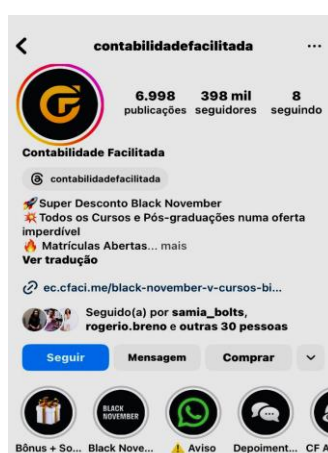 contabilidadefacilitada
6.998 398 mil 8
publicações seguidores seguindo
Contabilidade Facilitada
contabilidadefacilitada
🚀Super Desconto Black November
💥Todos os Cursos e Pós-graduações numa oferta
imperdível
🔥 Matrículas Abertas... mais
Ver tradução
ec.cfaci.me/black-november-v-cursos-bi...
Seguido(a) por samia_bolts,
rogerio.breno e outras 30 pessoas
Seguir Mensagem Comprar
BLACK
NOVEMBER
Bônus + So... Black Nove... ⚠️ Aviso Depoiment... CF A